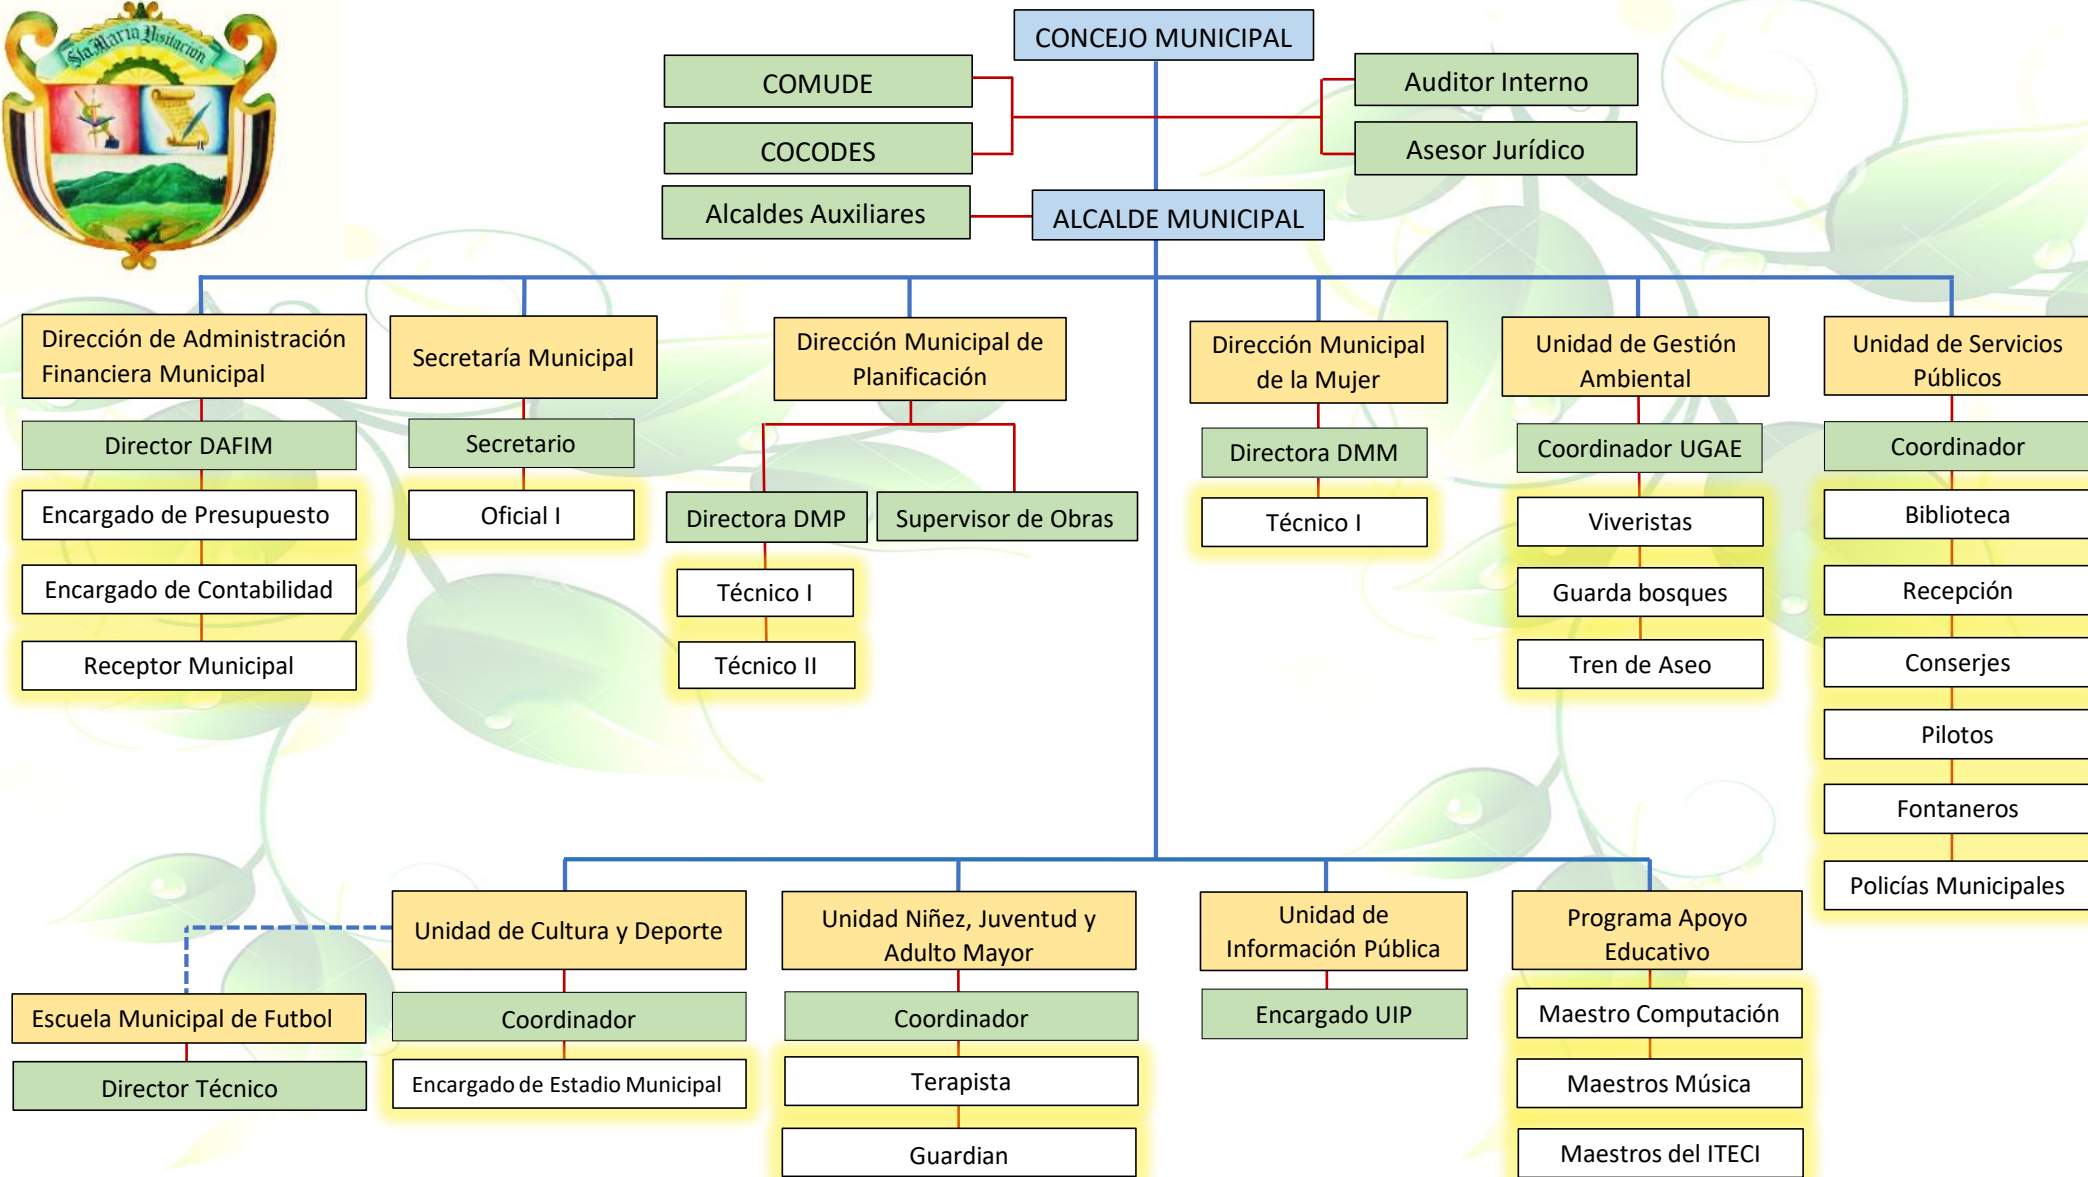 Sta María Visitación
CONCEJO MUNICIPAL
COMUDE
Auditor Interno
COCODES
Asesor Jurídico
Alcaldes Auxiliares
ALCALDE MUNICIPAL
Dirección de Administración
Financiera Municipal
Director DAFIM
Encargado de Presupuesto
Encargado de Contabilidad
Receptor Municipal
Secretaría Municipal
Secretario
Oficial I
Dirección Municipal de
Planificación
Directora DMP
Supervisor de Obras
Técnico I
Técnico II
Dirección Municipal
de la Mujer
Directora DMM
Técnico I
Unidad de Gestión
Ambiental
Coordinador UGAE
Viveristas
Guarda bosques
Tren de Aseo
Unidad de Servicios
Públicos
Coordinador
Biblioteca
Recepción
Conserjes
Pilotos
Fontaneros
Policías Municipales
Escuela Municipal de Futbol
Director Técnico
Unidad de Cultura y Deporte
Coordinador
Encargado de Estadio Municipal
Unidad Niñez, Juventud y
Adulto Mayor
Coordinador
Terapista
Guardian
Unidad de
Información Pública
Encargado UIP
Programa Apoyo
Educativo
Maestro Computación
Maestros Música
Maestros del ITECI